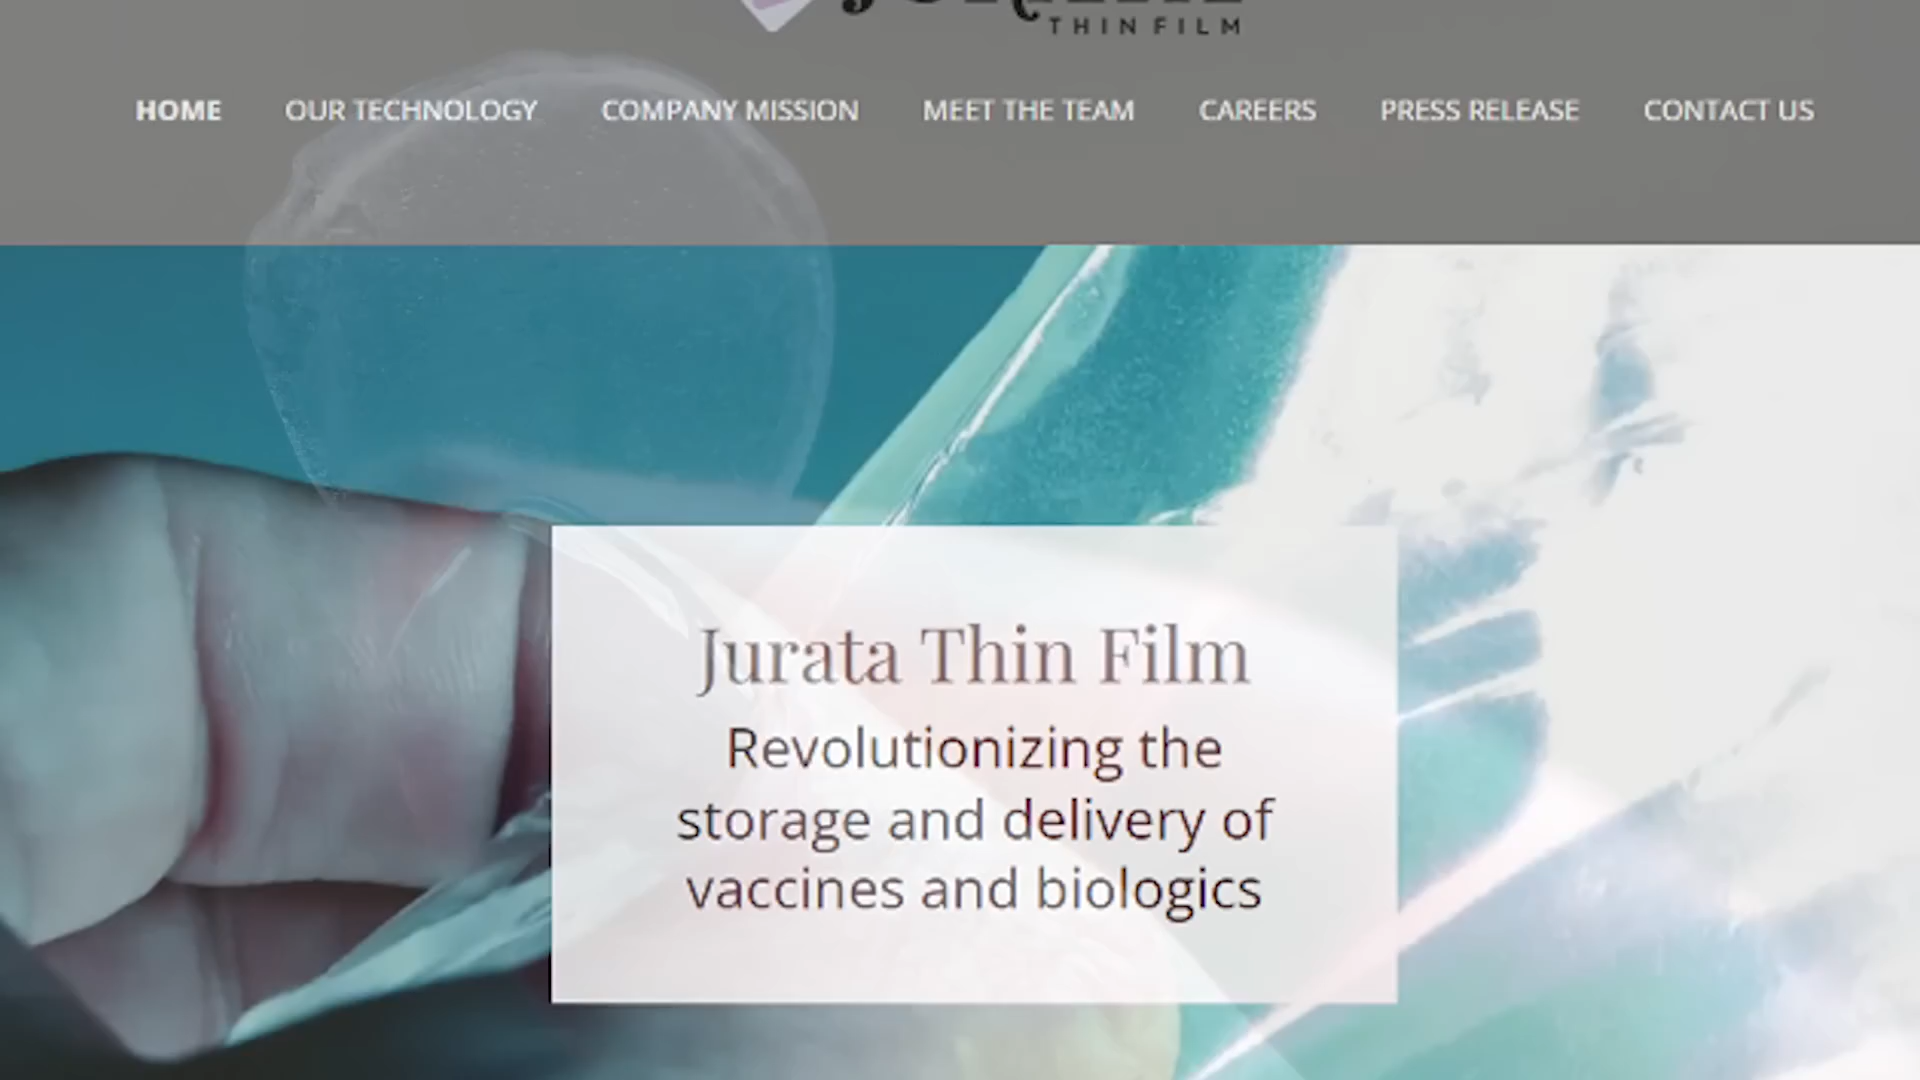 THIN FILM
HOME OUR TECHNOLOGY COMPANY MISSION MEET THE TEAM CAREERS PRESS RELEASE CONTACT US
Jurata Thin Film
Revolutionizing the
storage and delivery of
vaccines and biologics